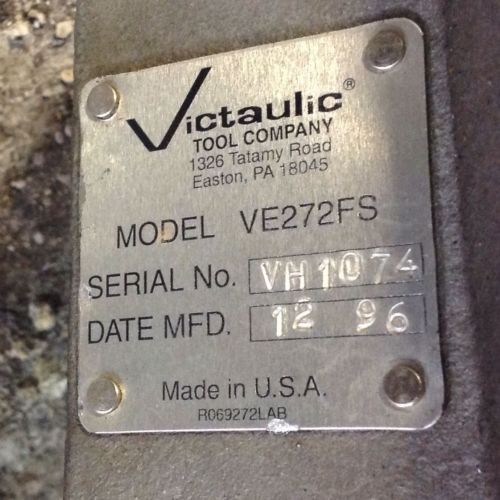 Victaulic®
TOOL COMPANY
1326 Tatamy Road
Easton, PA 18045
MODEL VE272FS
SERIAL No. VH1074
DATE MFD. 12 96
Made in U.S.A.
R069272LAB